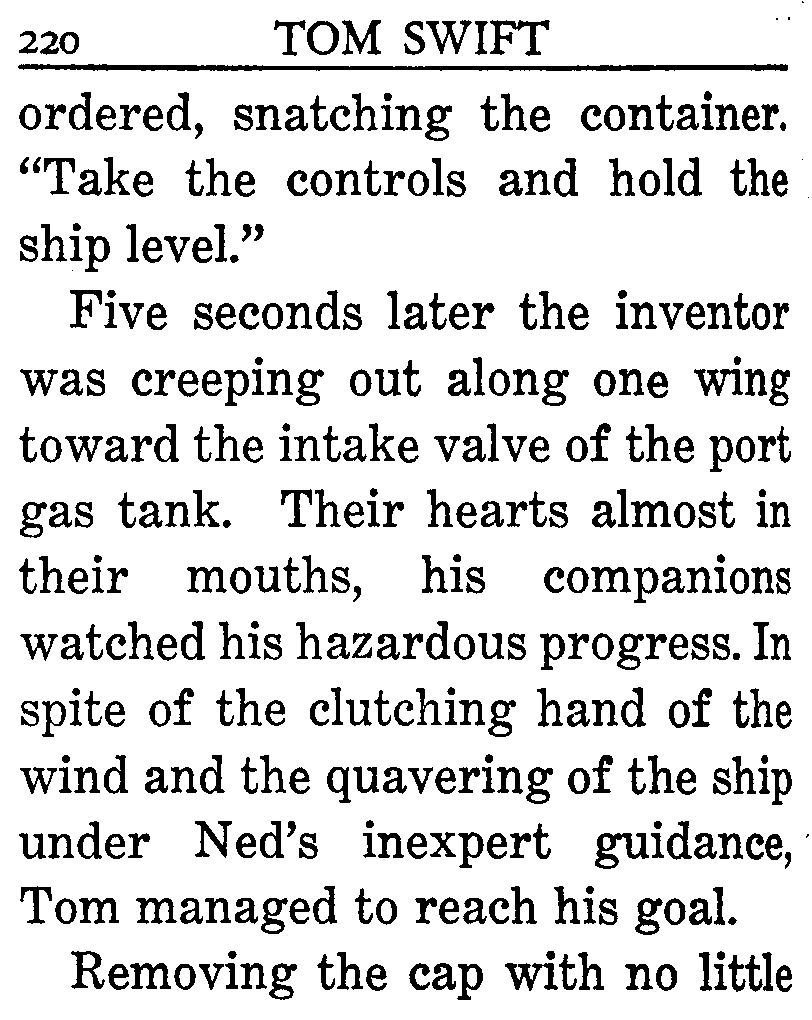 220 TOM SWIFT
ordered, snatching the container.
“Take the controls and hold the
ship level.”
Five seconds later the inventor
was creeping out along one wing
toward the intake valve of the port
gas tank. Their hearts almost in
their mouths, his companions
watched his hazardous progress. In
spite of the clutching hand of the
wind and the quavering of the ship
under Ned’s inexpert guidance,
Tom managed to reach his goal.
Removing the cap with no little